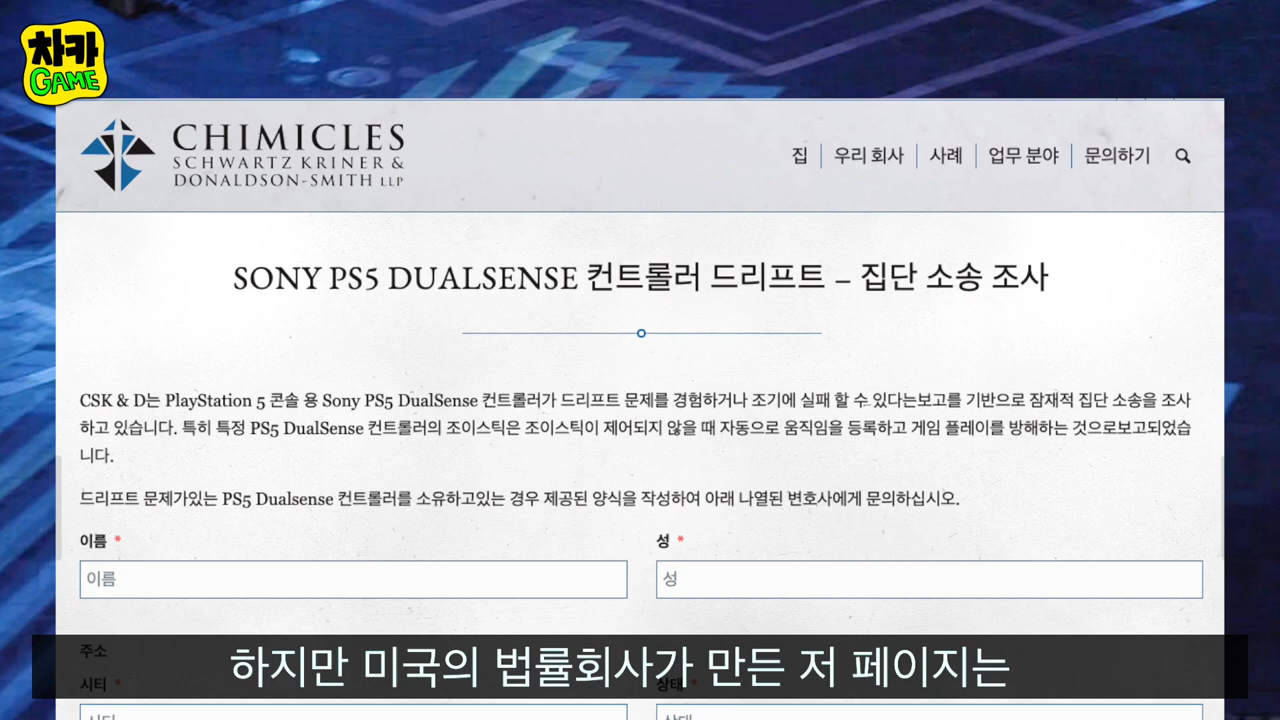 차카
GAME
CHIMICLES
SCHWARTZ KRINER &
DONALDSON-SMITH LLP
집 우리 회사 사례 업무 분야 문의하기
SONY PS5 DUALSENSE 컨트롤러 드리프트 – 집단 소송 조사
CSK & D는 PlayStation 5 콘솔 용 Sony PS5 DualSense 컨트롤러가 드리프트 문제를 경험하거나 조기에 실패 할 수 있다는보고를 기반으로 잠재적 집단 소송을 조사
하고 있습니다. 특히 특정 PS5 DualSense 컨트롤러의 조이스틱은 조이스틱이 제어되지 않을 때 자동으로 움직임을 등록하고 게임 플레이를 방해하는 것으로보고되었습
니다.
드리프트 문제가있는 PS5 Dualsense 컨트롤러를 소유하고있는 경우 제공된 양식을 작성하여 아래 나열된 변호사에게 문의하십시오.
이름 * 성 *
이름 성
주소
하지만 미국의 법률회사가 만든 저 페이지는
시티 * 상태 *
시티 상태